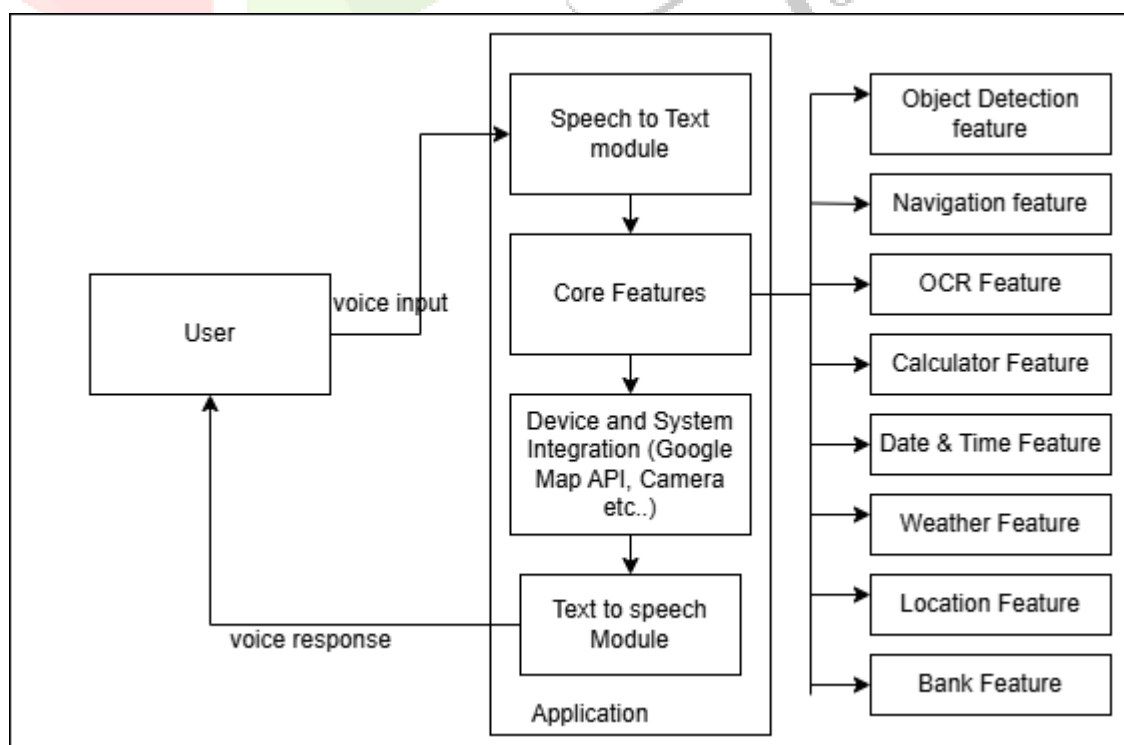 Speech to Text
module
Core Features
Device and System
Integration (Google
Map API, Camera
etc..)
Text to speech
Module
Application
User
voice input
voice response
Object Detection
feature
Navigation feature
OCR Feature
Calculator Feature
Date & Time Feature
Weather Feature
Location Feature
Bank Feature